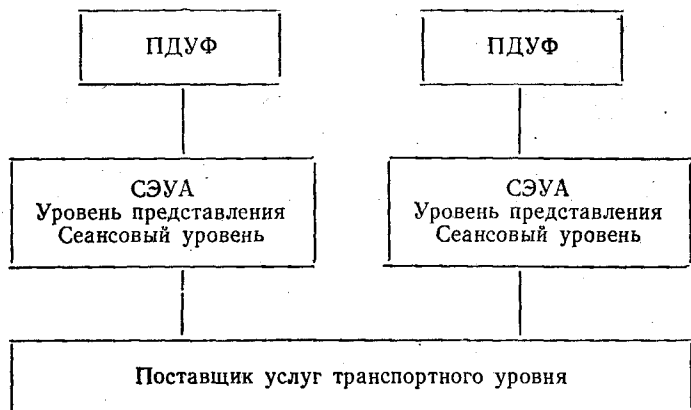 ПДУФ ПДУФ
СЭУА СЭУА
Уровень представления Уровень представления
Сеансовый уровень Сеансовый уровень
Поставщик услуг транспортного уровня